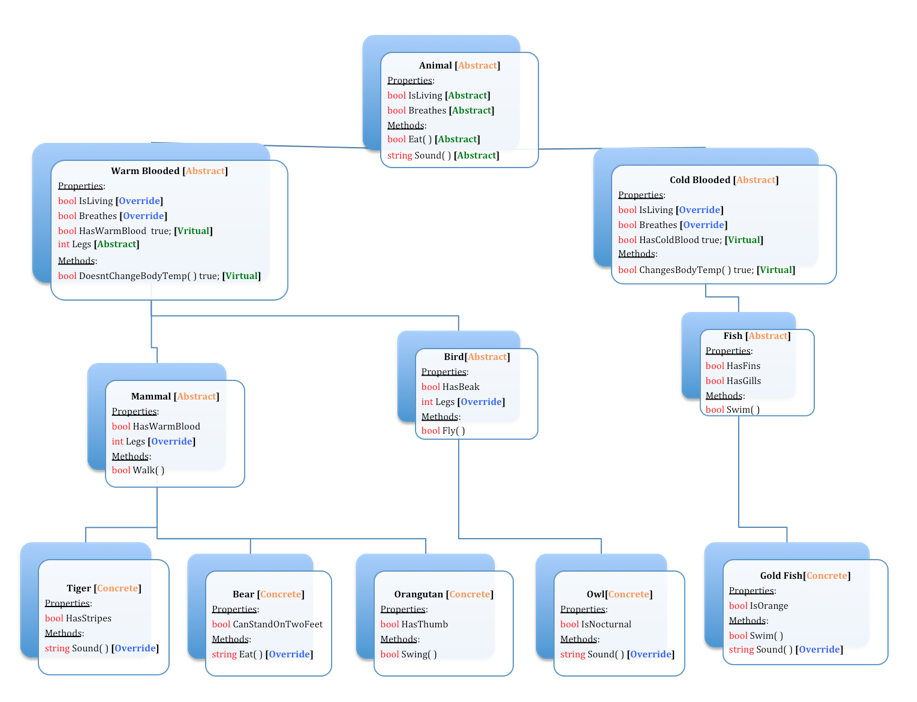 Animal [Abstract]
Properties:
bool IsLiving [Abstract]
bool Breathes [Abstract]
Methods:
bool Eat( ) [Abstract]
string Sound( ) [Abstract]
Warm Blooded [Abstract]
Properties:
bool IsLiving [Override]
bool Breathes [Override]
bool HasWarmBlood  true; [Vritual]
int Legs [Abstract]
Methods:
bool DoesntChangeBodyTemp( ) true; [Virtual]
Cold Blooded [Abstract]
Properties:
bool IsLiving [Override]
bool Breathes [Override]
bool HasColdBlood true; [Virtual]
Methods:
bool ChangesBodyTemp( ) true; [Virtual]
Mammal [Abstract]
Properties:
bool HasWarmBlood
int Legs [Override]
Methods:
bool Walk( )
Bird[Abstract]
Properties:
bool HasBeak
int Legs [Override]
Methods:
bool Fly( )
Fish [Abstract]
Properties:
bool HasFins
bool HasGills
Methods:
bool Swim( )
Tiger [Concrete]
Properties:
bool HasStripes
Methods:
string Sound( ) [Override]
Bear [Concrete]
Properties:
bool CanStandOnTwoFeet
Methods:
string Eat( ) [Override]
Orangutan [Concrete]
Properties:
bool HasThumb
Methods:
bool Swing( )
Owl[Concrete]
Properties:
bool IsNocturnal
Methods:
string Sound( ) [Override]
Gold Fish[Concrete]
Properties:
bool IsOrange
Methods:
bool Swim( )
string Sound( ) [Override]